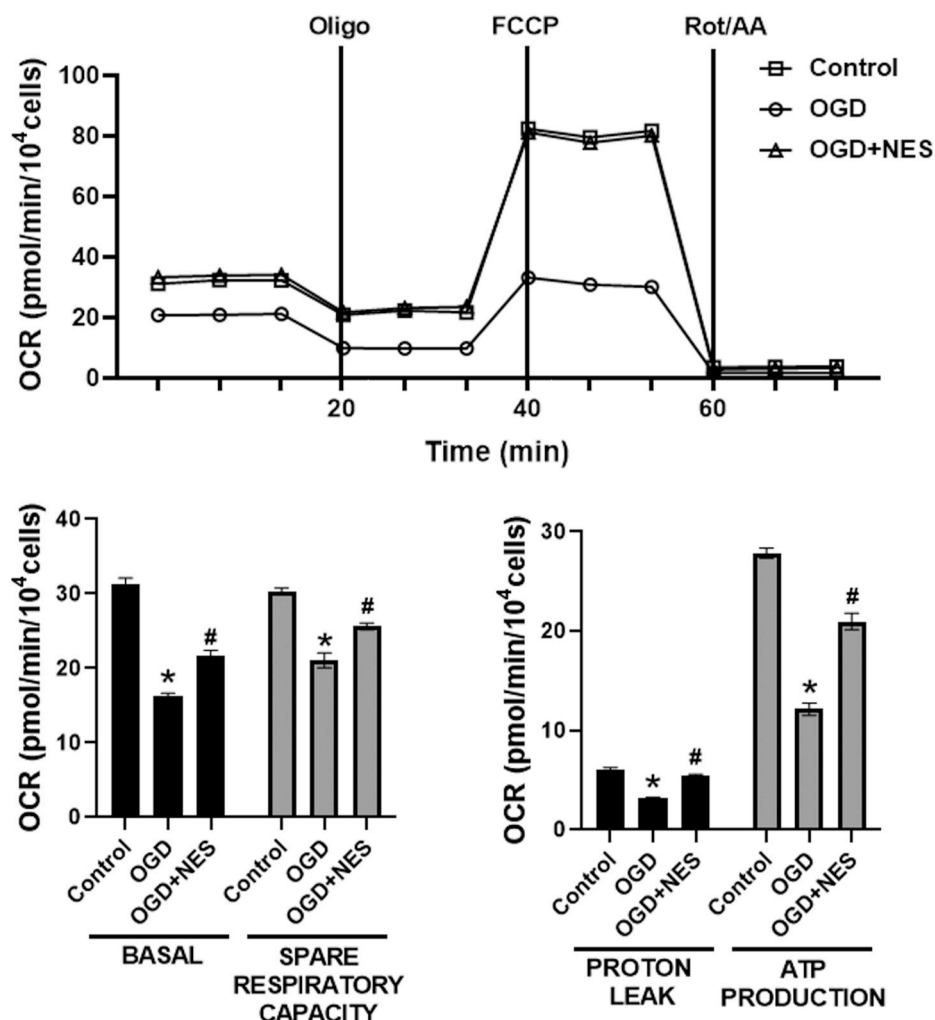 Oligo FCCP Rot/AA
Control
OGD
OGD+NES
OCR (pmol/min/10⁴cells)
100
80
60
40
20
0
20 40 60
Time (min)
OCR (pmol/min/10⁴cells)
40
30
20
10
0
*
#
*
#
Control
OGD
OGD+NES
Control
OGD
OGD+NES
BASAL
SPARE
RESPIRATORY
CAPACITY
OCR (pmol/min/10⁴cells)
30
20
10
0
*
#
*
#
Control
OGD
OGD+NES
Control
OGD
OGD+NES
PROTON
LEAK
ATP
PRODUCTION